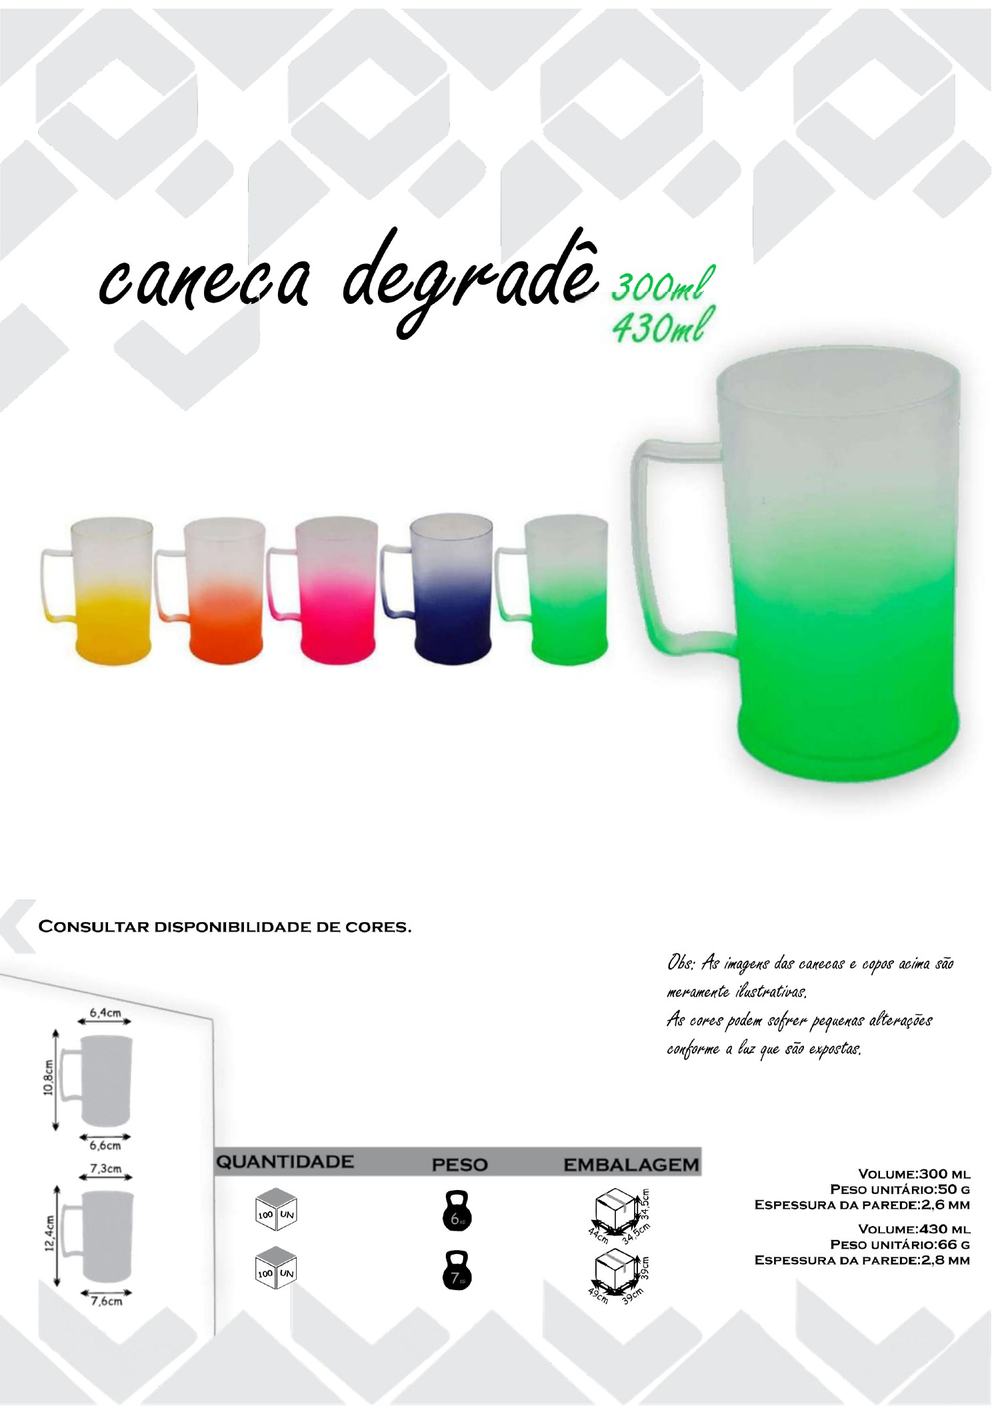 caneca degradê
300ml
430ml
Consultar disponibilidade de cores.
Obs: As imagens das canecas e copos acima são
meramente ilustrativas.
As cores podem sofrer pequenas alterações
conforme a luz que são expostas.
6,4cm
10,8cm
6,6cm
7,3cm
12,4cm
7,6cm
QUANTIDADE PESO EMBALAGEM
100 UN 6 44cm 34,5cm 34,5cm
100 UN 7 49cm 39cm 39cm
Volume:300 ml
Peso unitário:50 g
Espessura da parede:2,6 mm
Volume:430 ml
Peso unitário:66 g
Espessura da parede:2,8 mm